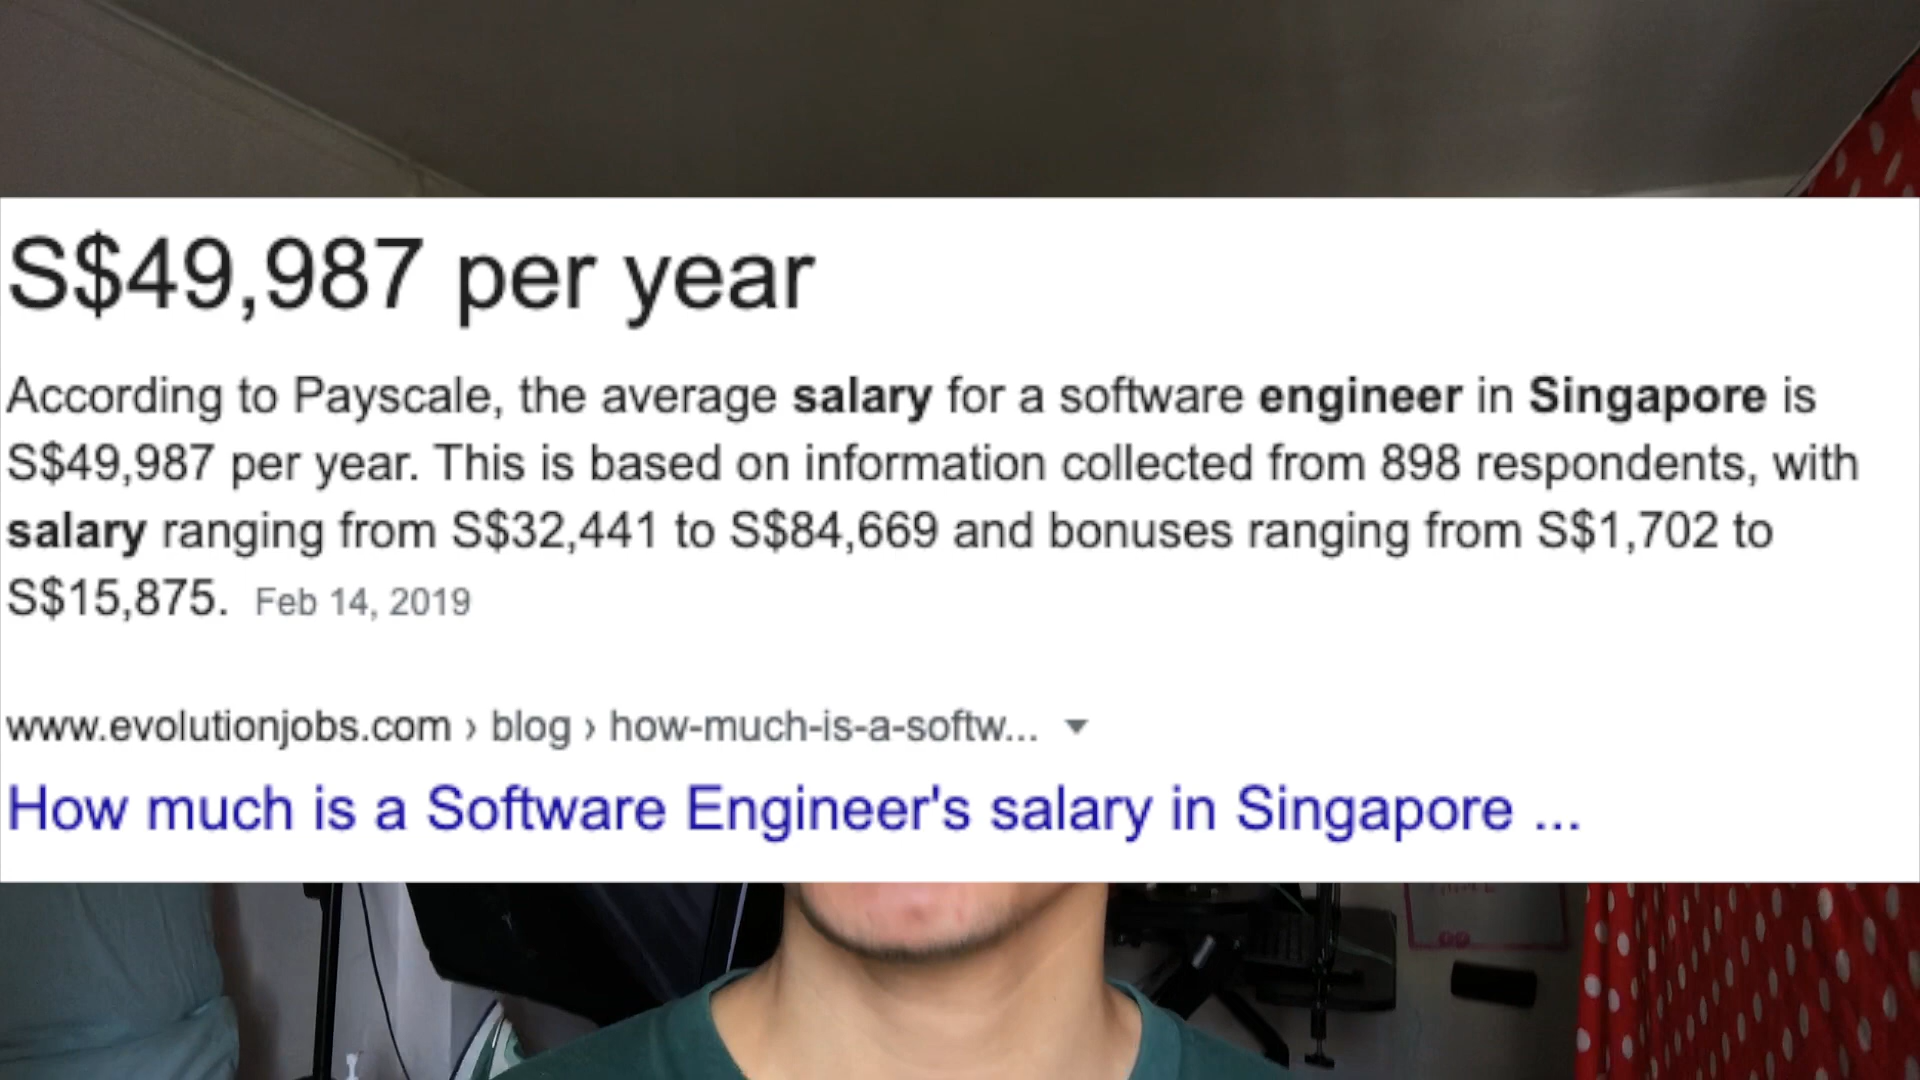 S$49,987 per year
According to Payscale, the average salary for a software engineer in Singapore is
S$49,987 per year. This is based on information collected from 898 respondents, with
salary ranging from S$32,441 to S$84,669 and bonuses ranging from S$1,702 to
S$15,875. Feb 14, 2019
www.evolutionjobs.com › blog › how-much-is-a-softw...
How much is a Software Engineer's salary in Singapore ...